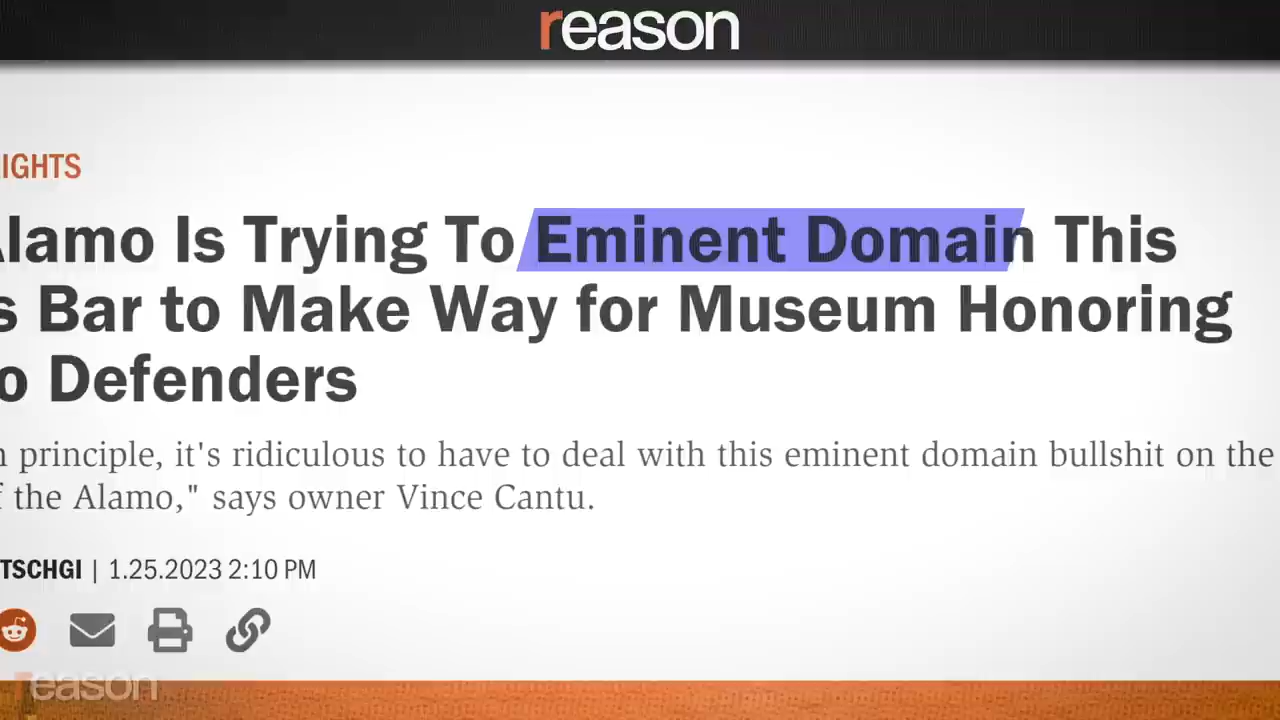 reason
IGHTS
lamo Is Trying To Eminent Domain This
s Bar to Make Way for Museum Honoring
o Defenders
n principle, it's ridiculous to have to deal with this eminent domain bullshit on the
f the Alamo," says owner Vince Cantu.
TSCHGI | 1.25.2023 2:10 PM
reason